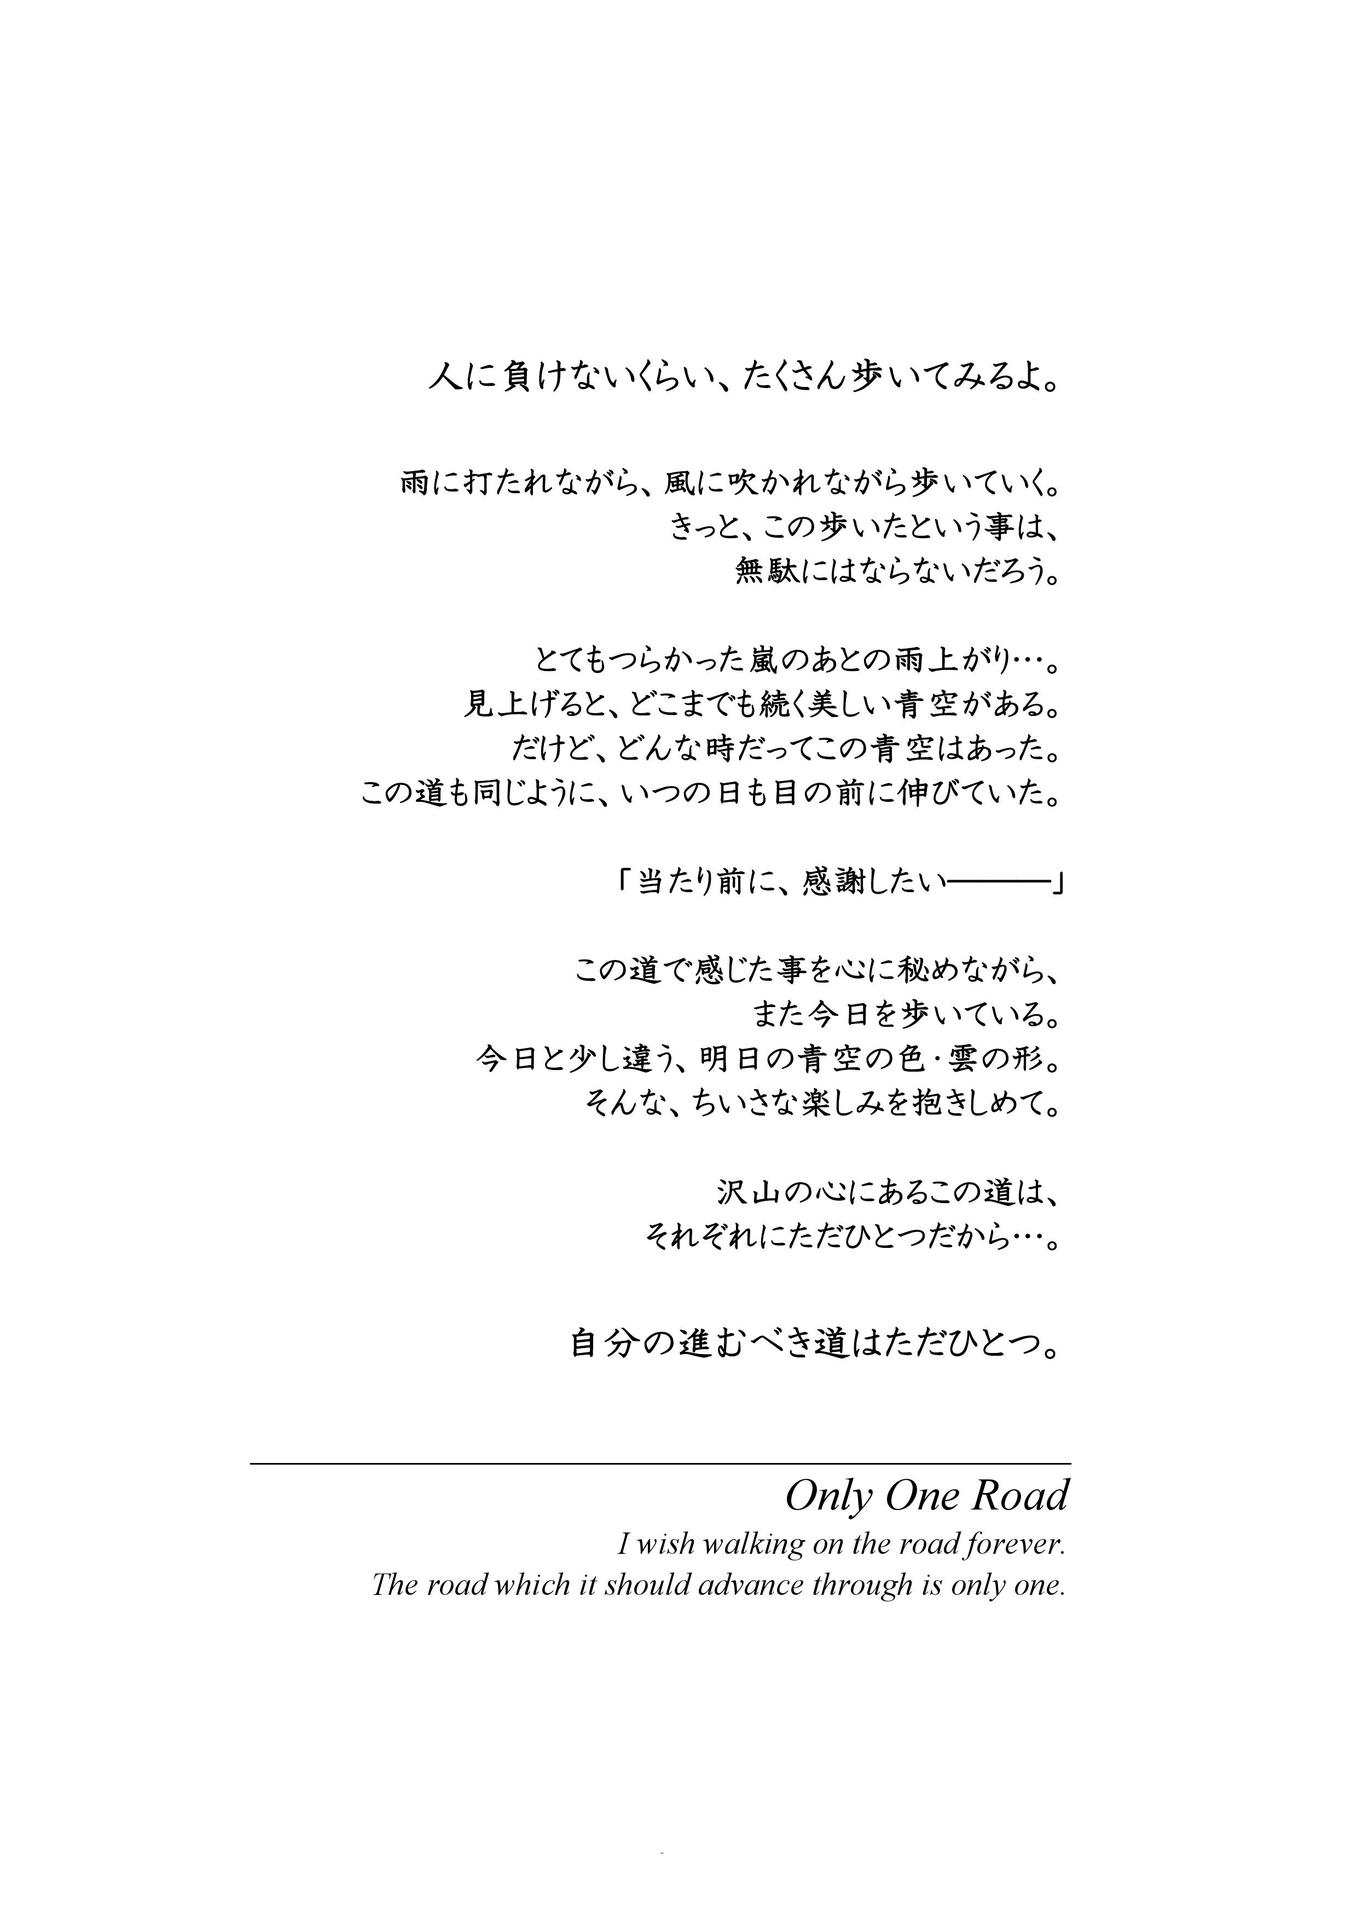 人に負けないくらい、たくさん歩いてみるよ。
雨に打たれながら、風に吹かれながら歩いていく。
きっと、この歩いたという事は、
無駄にはならないだろう。
とてもつらかった嵐のあとの雨上がり…。
見上げると、どこまでも続く美しい青空がある。
だけど、どんな時だってこの青空はあった。
この道も同じように、いつの日も目の前に伸びていた。
「当たり前に、感謝したい――――」
この道で感じた事を心に秘めながら、
また今日を歩いている。
今日と少し違う、明日の青空の色・雲の形。
そんな、ちいさな楽しみを抱きしめて。
沢山の心にあるこの道は、
それぞれにただひとつだから…。
自分の進むべき道はただひとつ。
Only One Road
I wish walking on the road forever.
The road which it should advance through is only one.